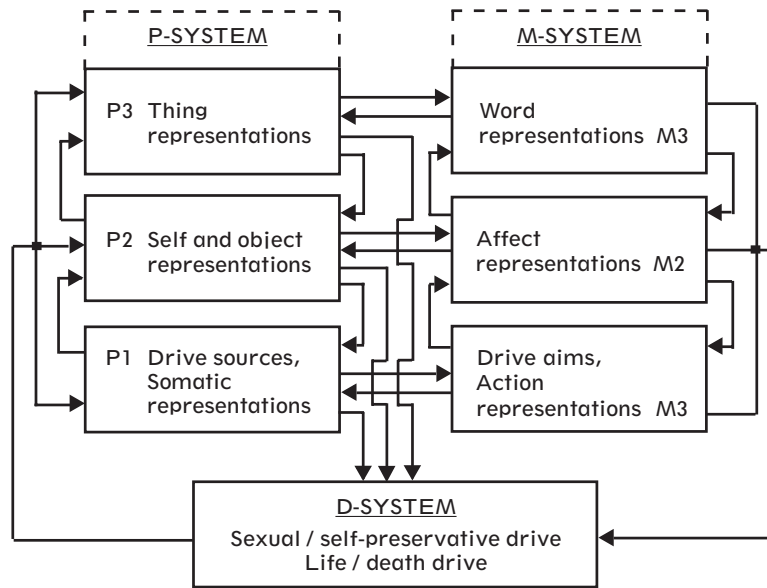 P-SYSTEM
M-SYSTEM
P3 Thing
representations
Word
representations M3
P2 Self and object
representations
Affect
representations M2
P1 Drive sources,
Somatic
representations
Drive aims,
Action
representations M3
D-SYSTEM
Sexual / self-preservative drive
Life / death drive